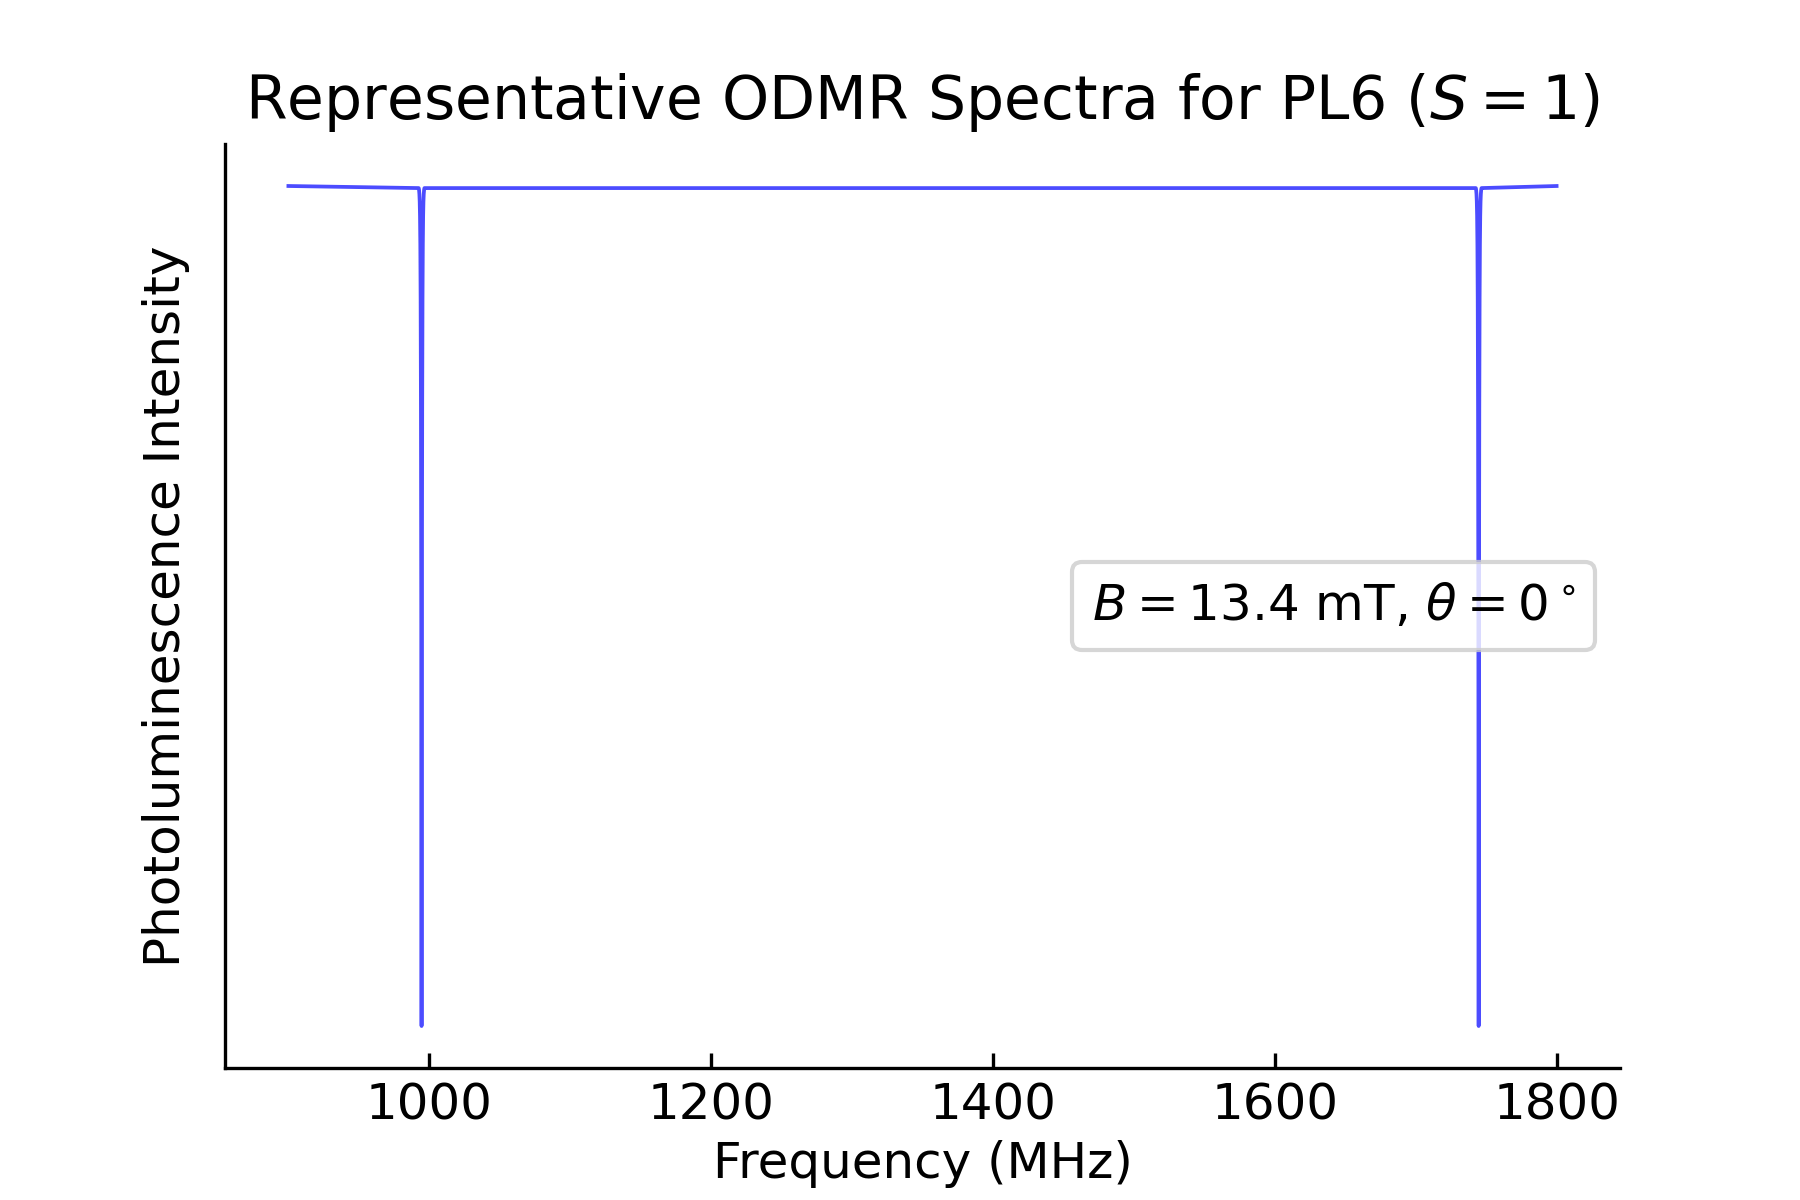 Representative ODMR Spectra for PL6 (S = 1)
Photoluminescence Intensity
B = 13.4 mT, θ = 0°
1000 1200 1400 1600 1800
Frequency (MHz)